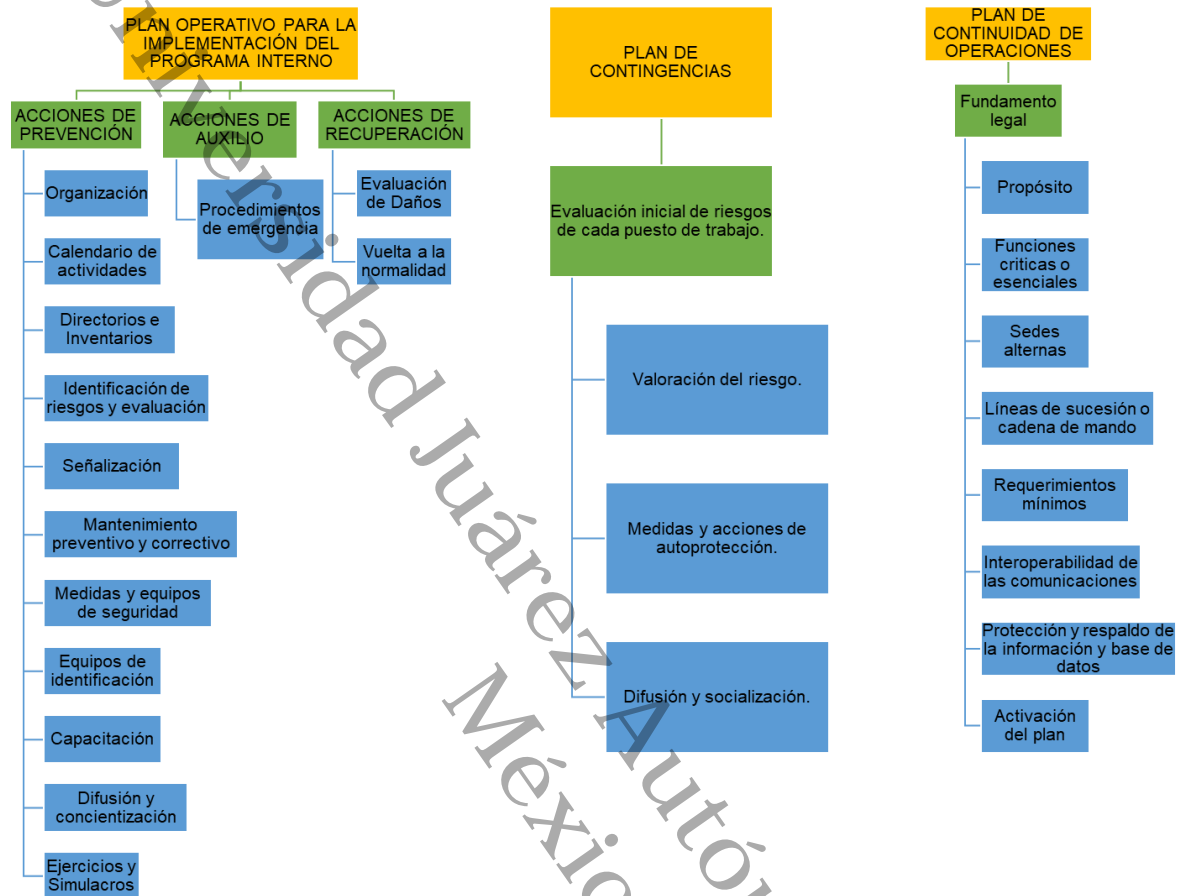 PLAN OPERATIVO PARA LA
IMPLEMENTACIÓN DEL
PROGRAMA INTERNO
ACCIONES DE
PREVENCIÓN
Organización
Calendario de
actividades
Directorios e
Inventarios
Identificación de
riesgos y evaluación
Señalización
Mantenimiento
preventivo y correctivo
Medidas y equipos
de seguridad
Equipos de
identificación
Capacitación
Difusión y
concientización
Ejercicios y
Simulacros
ACCIONES DE
AUXILIO
Procedimientos
de emergencia
ACCIONES DE
RECUPERACIÓN
Evaluación
de Daños
Vuelta a la
normalidad
PLAN DE
CONTINGENCIAS
Evaluación inicial de riesgos
de cada puesto de trabajo.
Valoración del riesgo.
Medidas y acciones de
autoprotección.
Difusión y socialización.
PLAN DE
CONTINUIDAD DE
OPERACIONES
Fundamento
legal
Propósito
Funciones
criticas o
esenciales
Sedes
alternas
Líneas de sucesión o
cadena de mando
Requerimientos
mínimos
Interoperabilidad de
las comunicaciones
Protección y respaldo de
la información y base de
datos
Activación
del plan
Juárez